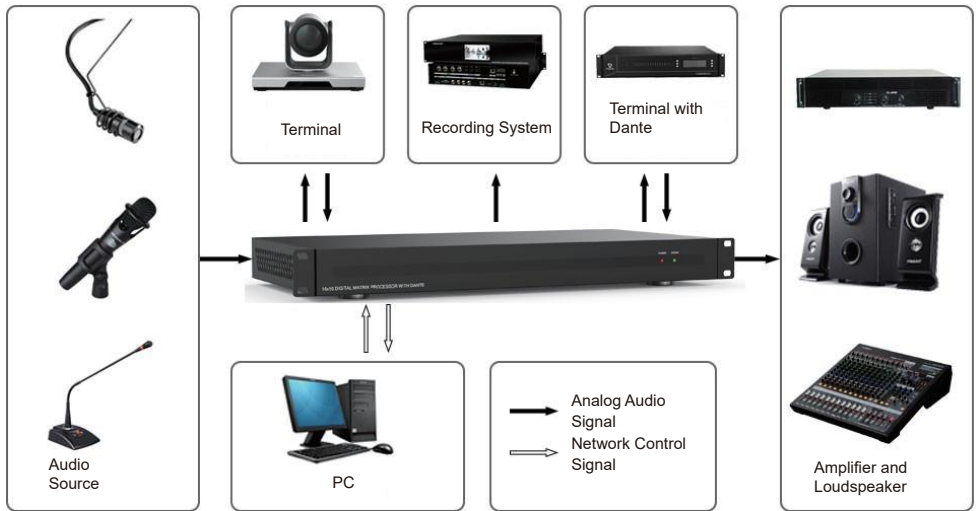 Terminal
Recording System
Terminal with
Dante
16x16 DIGITAL MATRIX PROCESSOR WITH DANTE
Audio
Source
PC
Analog Audio
Signal
Network Control
Signal
Amplifier and
Loudspeaker